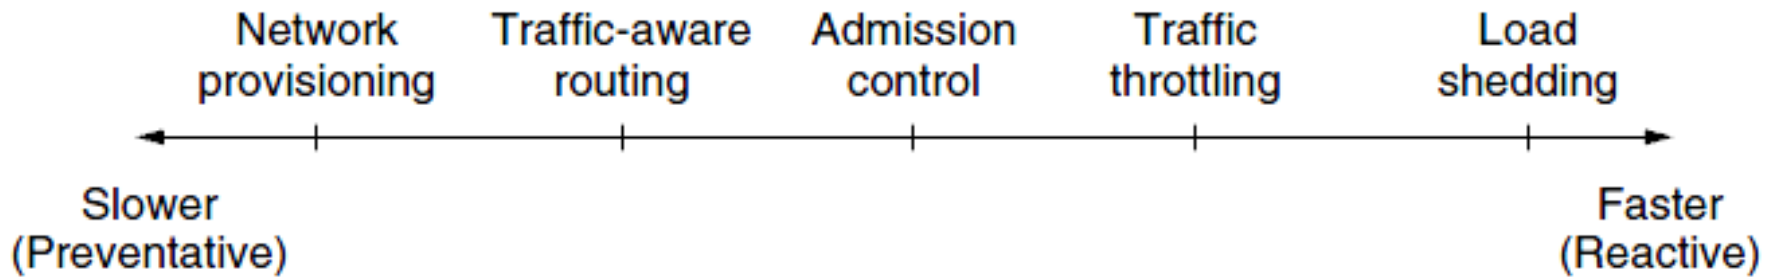 Network
provisioning
Traffic-aware
routing
Admission
control
Traffic
throttling
Load
shedding
Slower
(Preventative)
Faster
(Reactive)